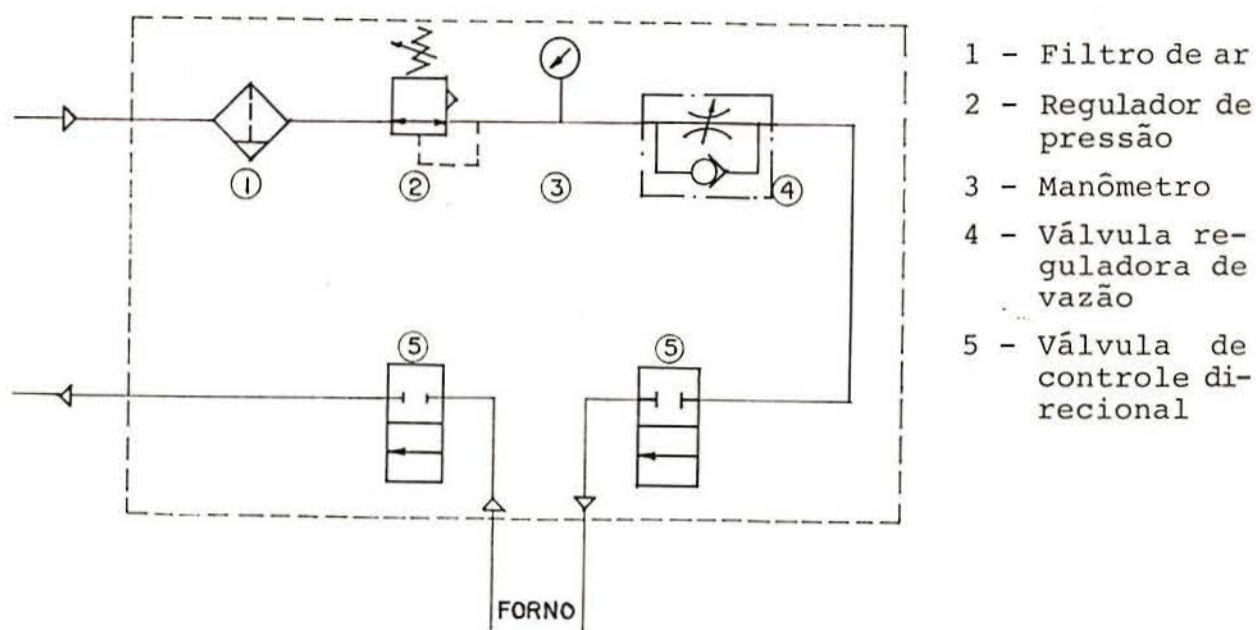 1 - Filtro de ar
2 - Regulador de
pressão
3 - Manômetro
4 - Válvula re-
guladora de
vazão
5 - Válvula de
controle di-
recional
1
2
3
4
5
5
FORNO